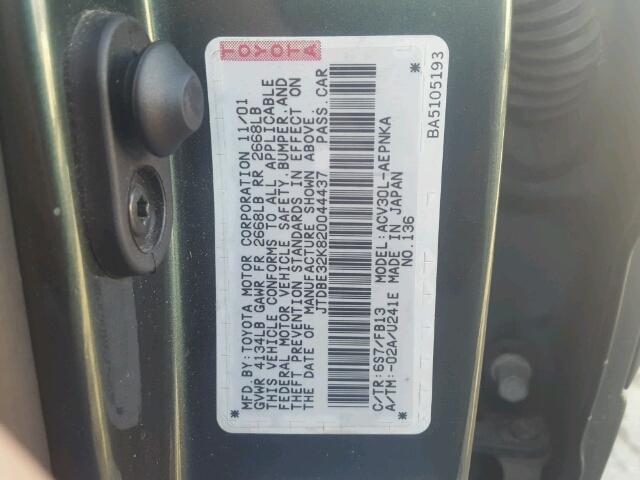 TOYOTA
MFD.BY:TOYOTA MOTOR CORPORATION 11/01
GVWR 4134LB GAWR FR 2668LB RR 2668LB
THIS VEHICLE CONFORMS TO ALL APPLICABLE
FEDERAL MOTOR VEHICLE SAFETY,BUMPER,AND
THEFT PREVENTION STANDARDS IN EFFECT ON
THE DATE OF MANUFACTURE SHOWN ABOVE.
JTDBE32K820044437 PASS.CAR
C/TR:6S7/FB13 MODEL:ACV30L-AEPNKA
A/TM:-02A/U241E MADE IN JAPAN
NO.136
BA5105193